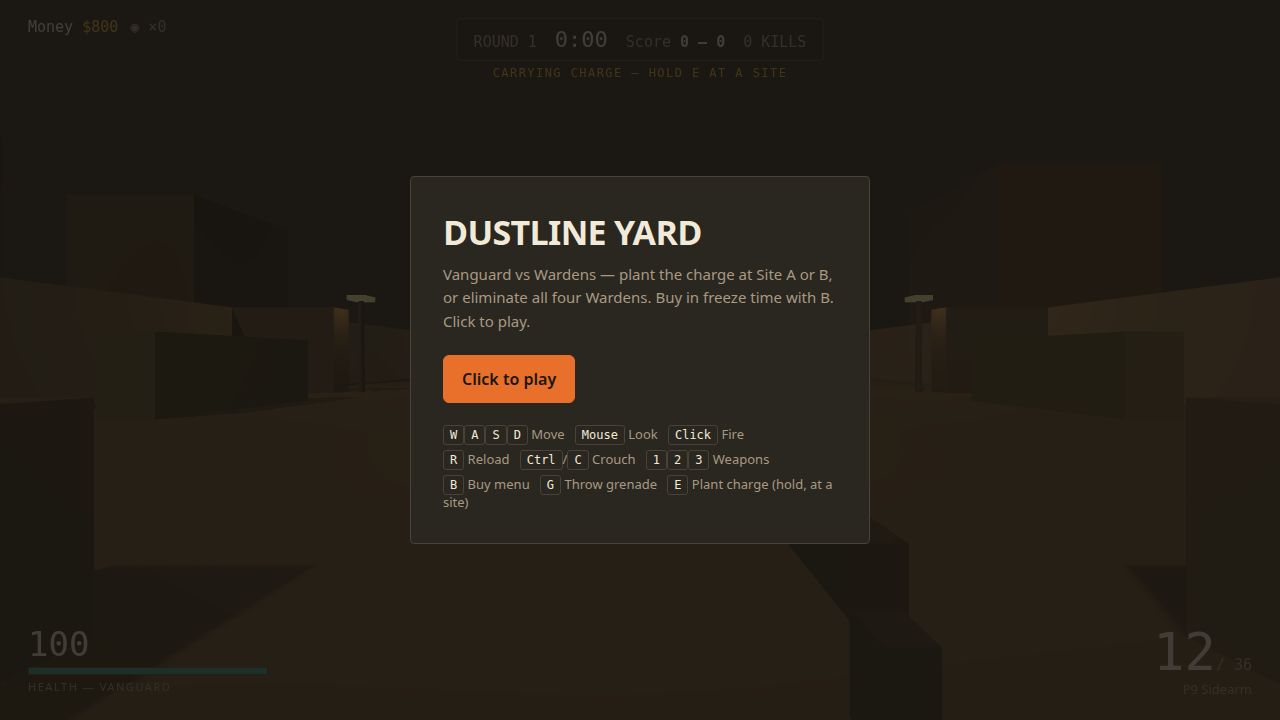 Money $800 ◉ ×0
ROUND 1 0:00 Score 0 — 0 0 KILLS
CARRYING CHARGE — HOLD E AT A SITE
DUSTLINE YARD
Vanguard vs Wardens — plant the charge at Site A or B,
or eliminate all four Wardens. Buy in freeze time with B.
Click to play.
Click to play
W A S D Move Mouse Look Click Fire
R Reload Ctrl/C Crouch 1 2 3 Weapons
B Buy menu G Throw grenade E Plant charge (hold, at a
site)
100
HEALTH — VANGUARD
12 / 36
P9 Sidearm